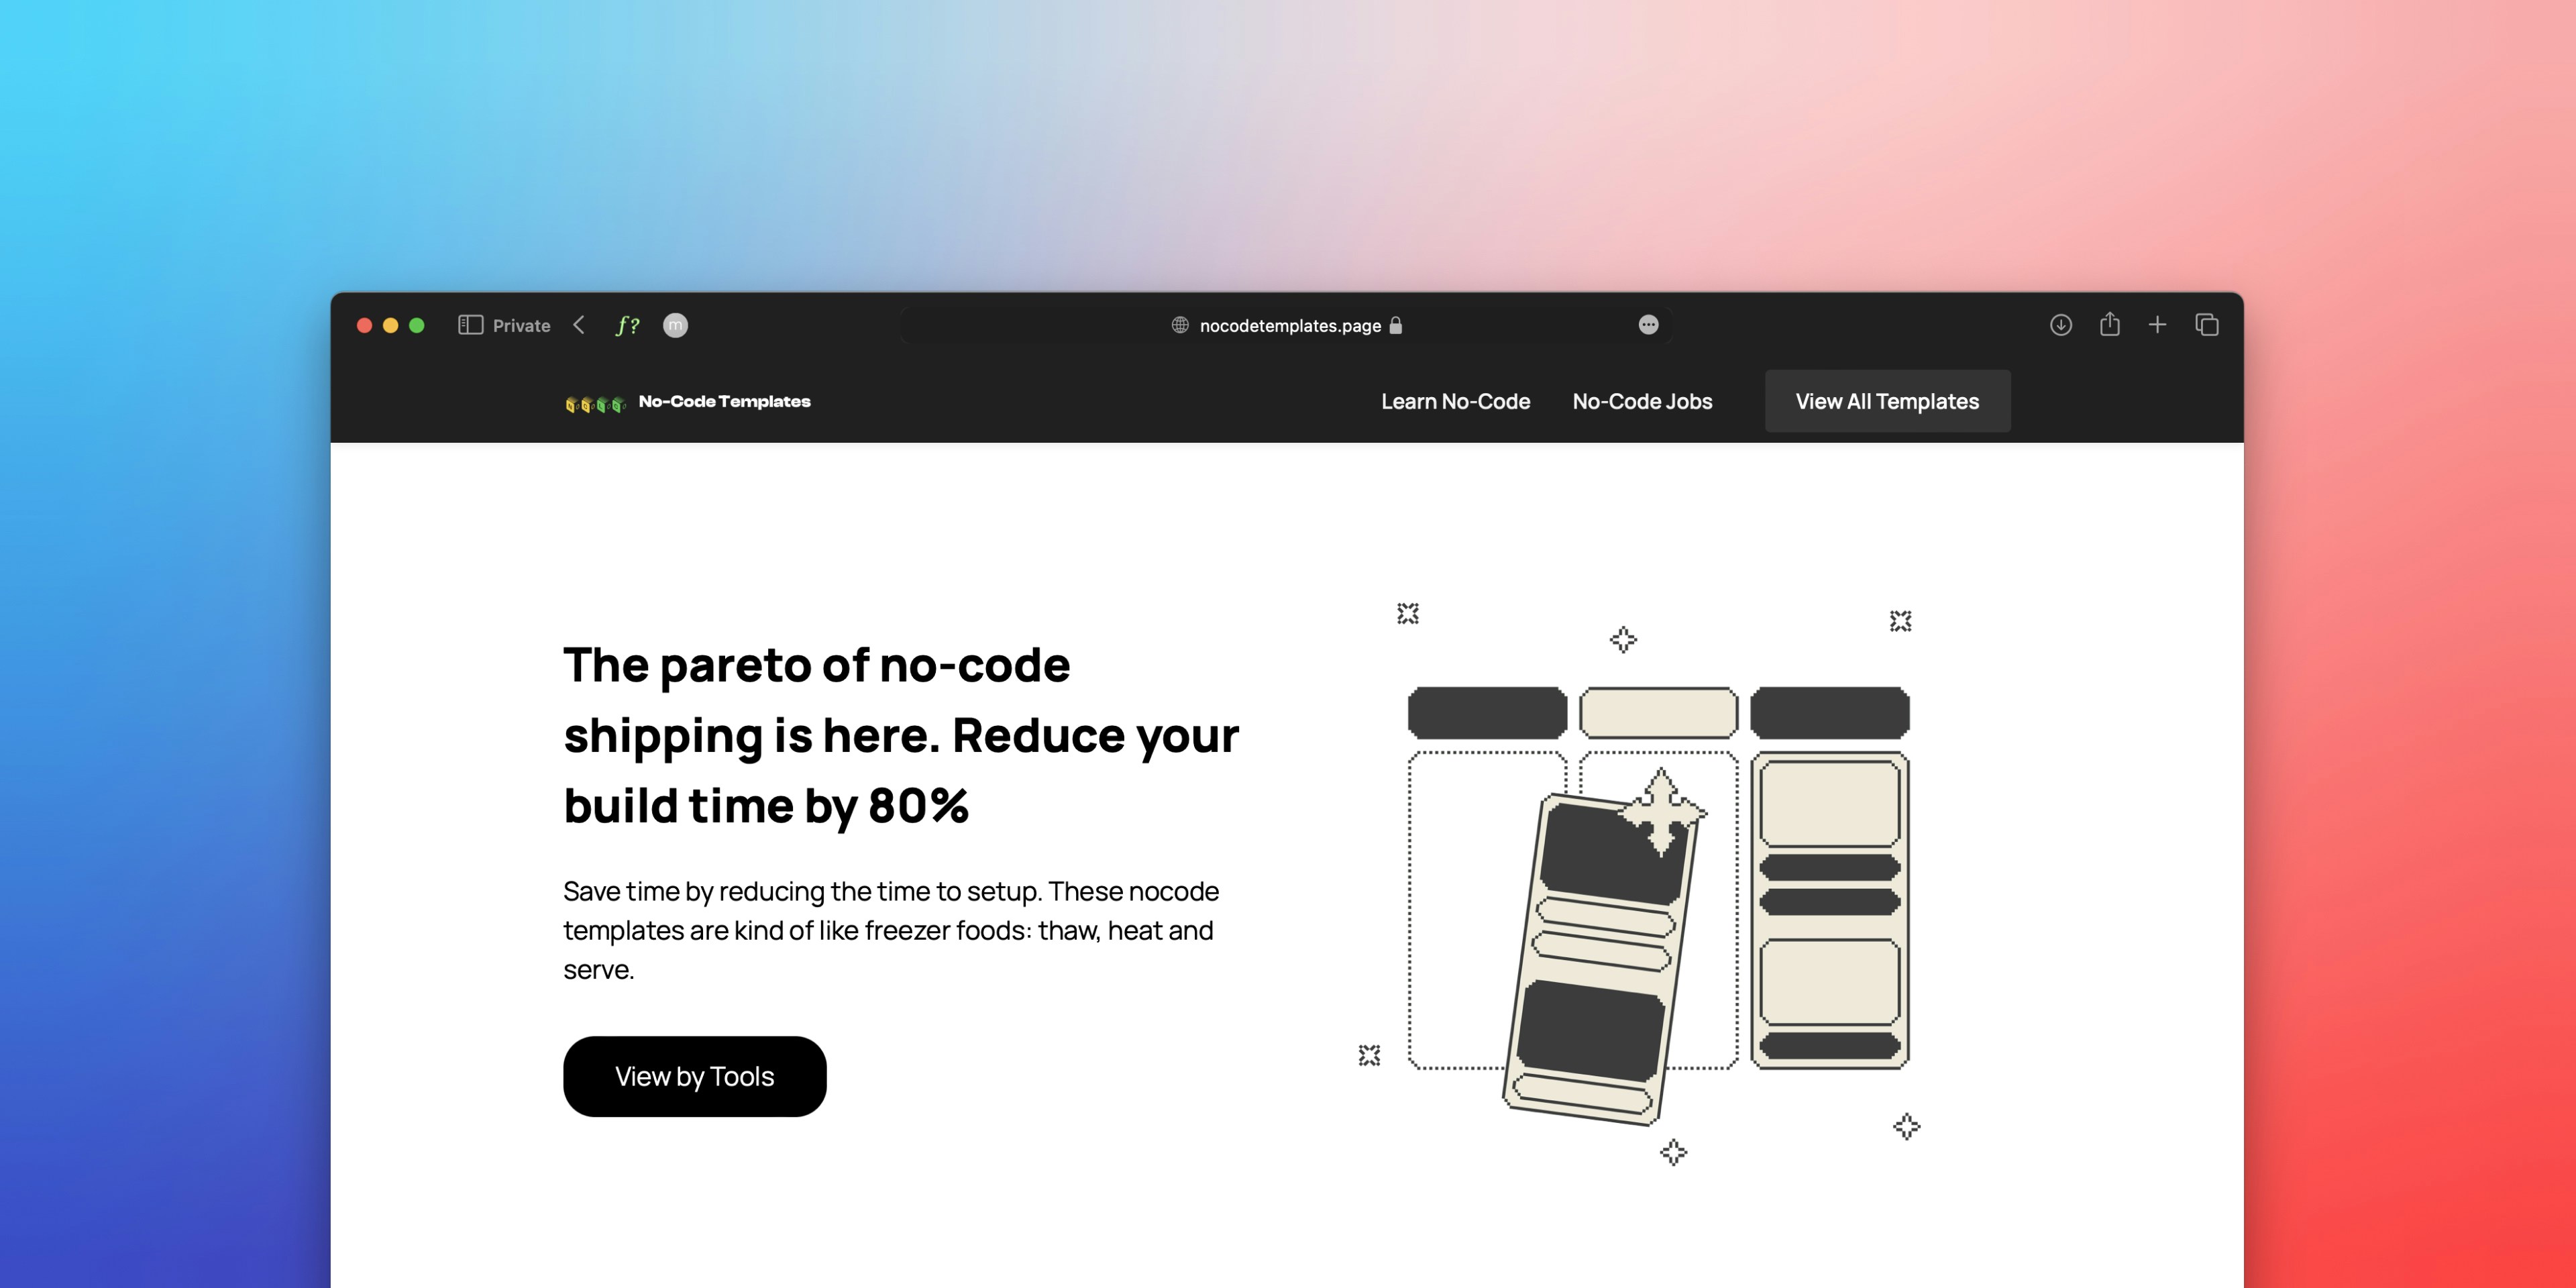 Private
f?
m
nocodetemplates.page
No-Code Templates
Learn No-Code
No-Code Jobs
View All Templates
The pareto of no-code
shipping is here. Reduce your
build time by 80%
Save time by reducing the time to setup. These nocode
templates are kind of like freezer foods: thaw, heat and
serve.
View by Tools